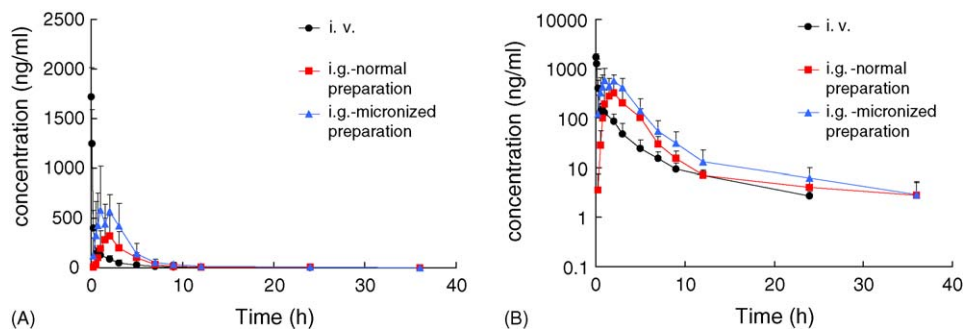 2500
2000
1500
1000
500
0
concentration (ng/ml)
0 10 20 30 40
Time (h)
(A)
i. v.
i.g.-normal
preparation
i.g.-micronized
preparation
10000
1000
100
10
1
0.1
concentration (ng/ml)
0 10 20 30 40
Time (h)
(B)
i. v.
i.g.-normal
preparation
i.g.-micronized
preparation